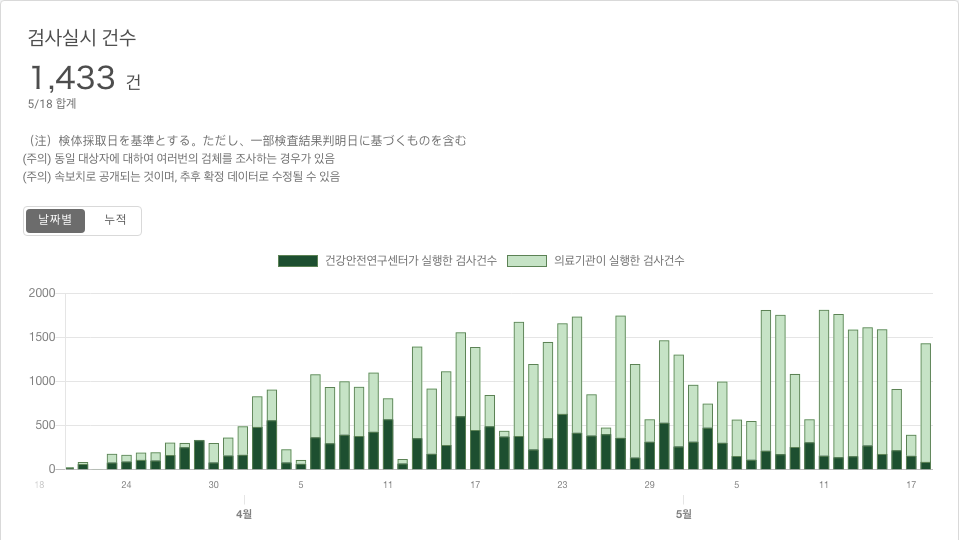 검사실시 건수
1,433 건
5/18 합계
（注）検体採取日を基準とする。ただし、一部検査結果判明日に基づくものを含む
(주의) 동일 대상자에 대하여 여러번의 검체를 조사하는 경우가 있음
(주의) 속보치로 공개되는 것이며, 추후 확정 데이터로 수정될 수 있음
날짜별 누적
건강안전연구센터가 실행한 검사건수 의료기관이 실행한 검사건수
2000
1500
1000
500
0
18 24 30 5 11 17 23 29 5 11 17
4월 5월